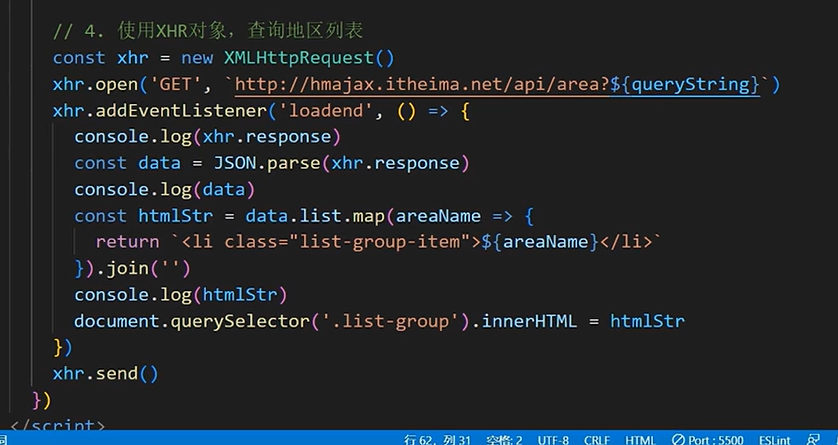 // 4. 使用XHR对象，查询地区列表
const xhr = new XMLHttpRequest()
xhr.open('GET', `http://hmajax.itheima.net/api/area?${queryString}`)
xhr.addEventListener('loadend', () => {
console.log(xhr.response)
const data = JSON.parse(xhr.response)
console.log(data)
const htmlStr = data.list.map(areaName => {
return `<li class="list-group-item">${areaName}</li>`
}).join('')
console.log(htmlStr)
document.querySelector('.list-group').innerHTML = htmlStr
})
xhr.send()
})
</script>
行 62，列 31 空格: 2 UTF-8 CRLF HTML Port : 5500 ESLint